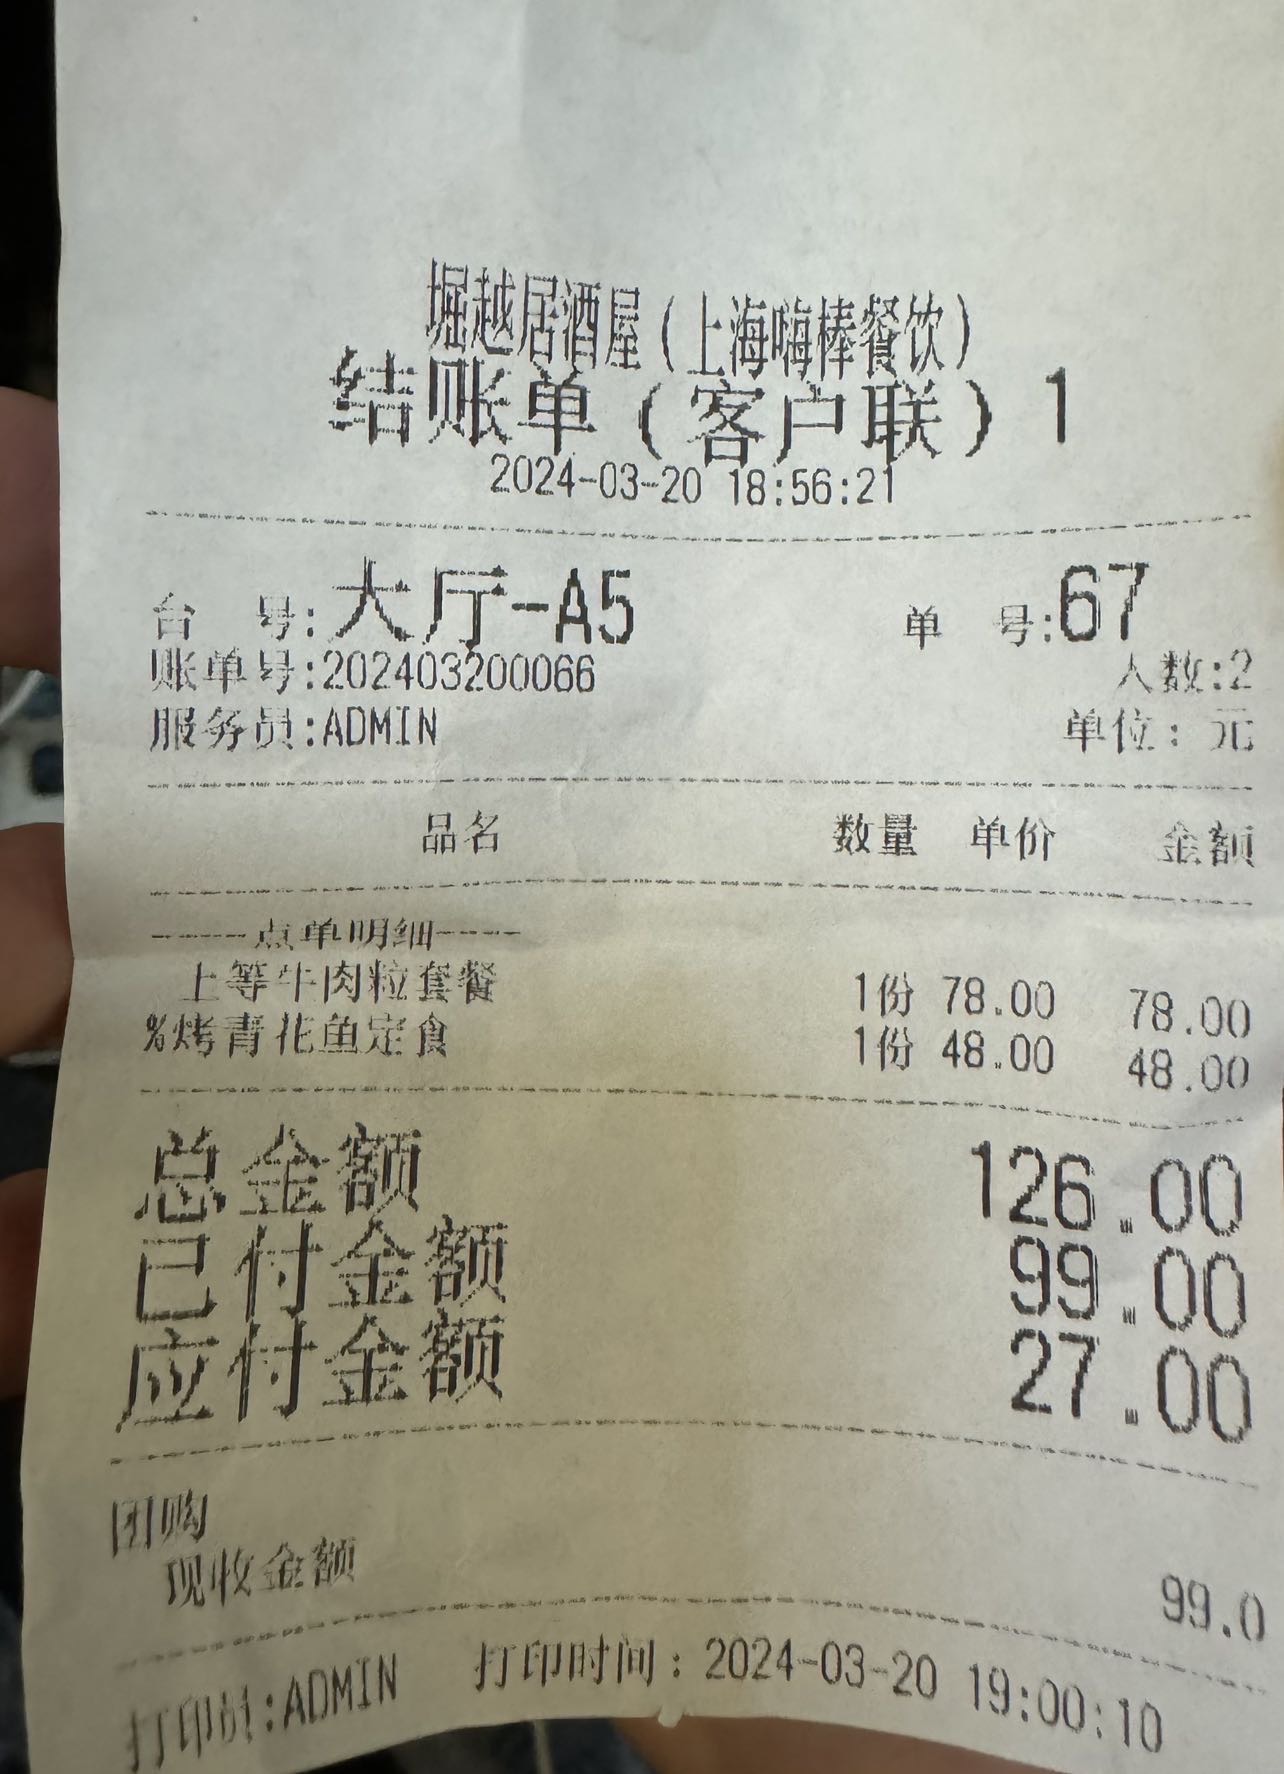 堀越居酒屋(上海嗨棒餐饮)
结账单(客户联)1
2024-03-20 18:56:21
台 号:大厅-A5 单 号:67
账单号:202403200066 人数:2
服务员:ADMIN 单位:元
品名 数量 单价 金额
-----点单明细-----
上等牛肉粒套餐 1份 78.00 78.00
%烤青花鱼定食 1份 48.00 48.00
总金额 126.00
已付金额 99.00
应付金额 27.00
团购
现收金额 99.0
打印员:ADMIN 打印时间:2024-03-20 19:00:10